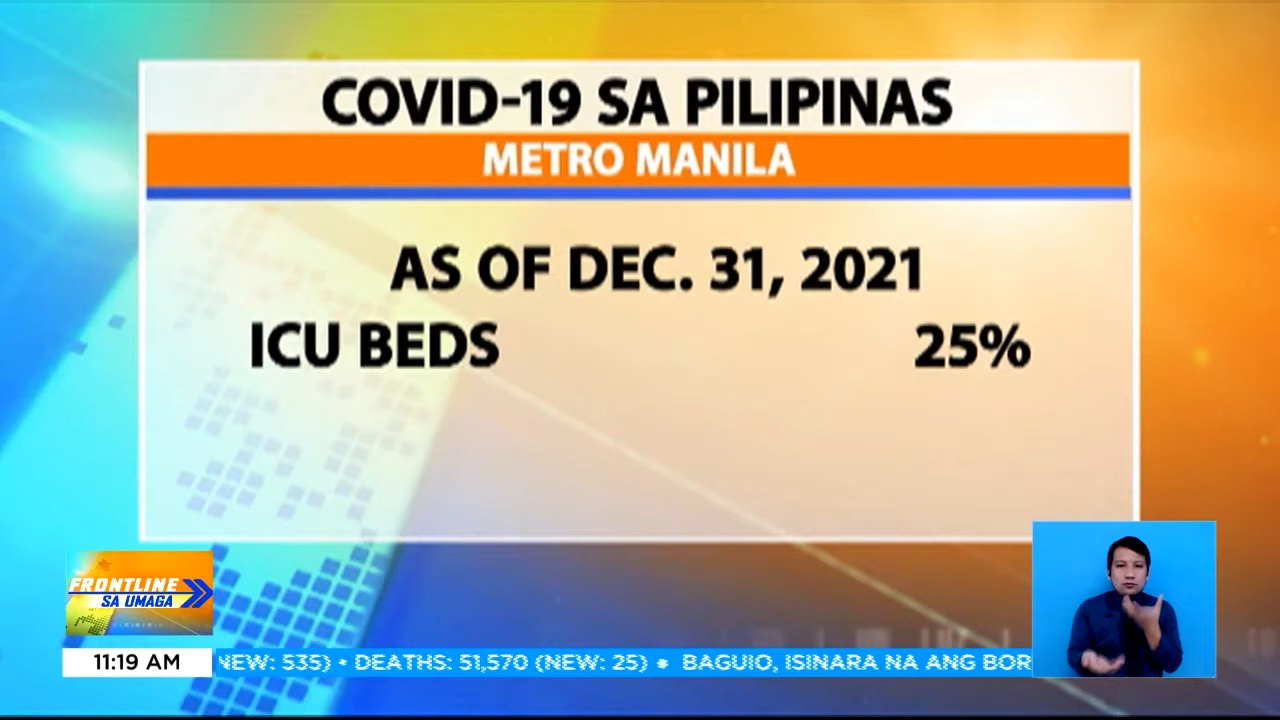 COVID-19 SA PILIPINAS
METRO MANILA
AS OF DEC. 31, 2021
ICU BEDS 25%
FRONTLINE
SA UMAGA
11:19 AM NEW: 535) • DEATHS: 51,570 (NEW: 25) • BAGUIO, ISINARA NA ANG BOR